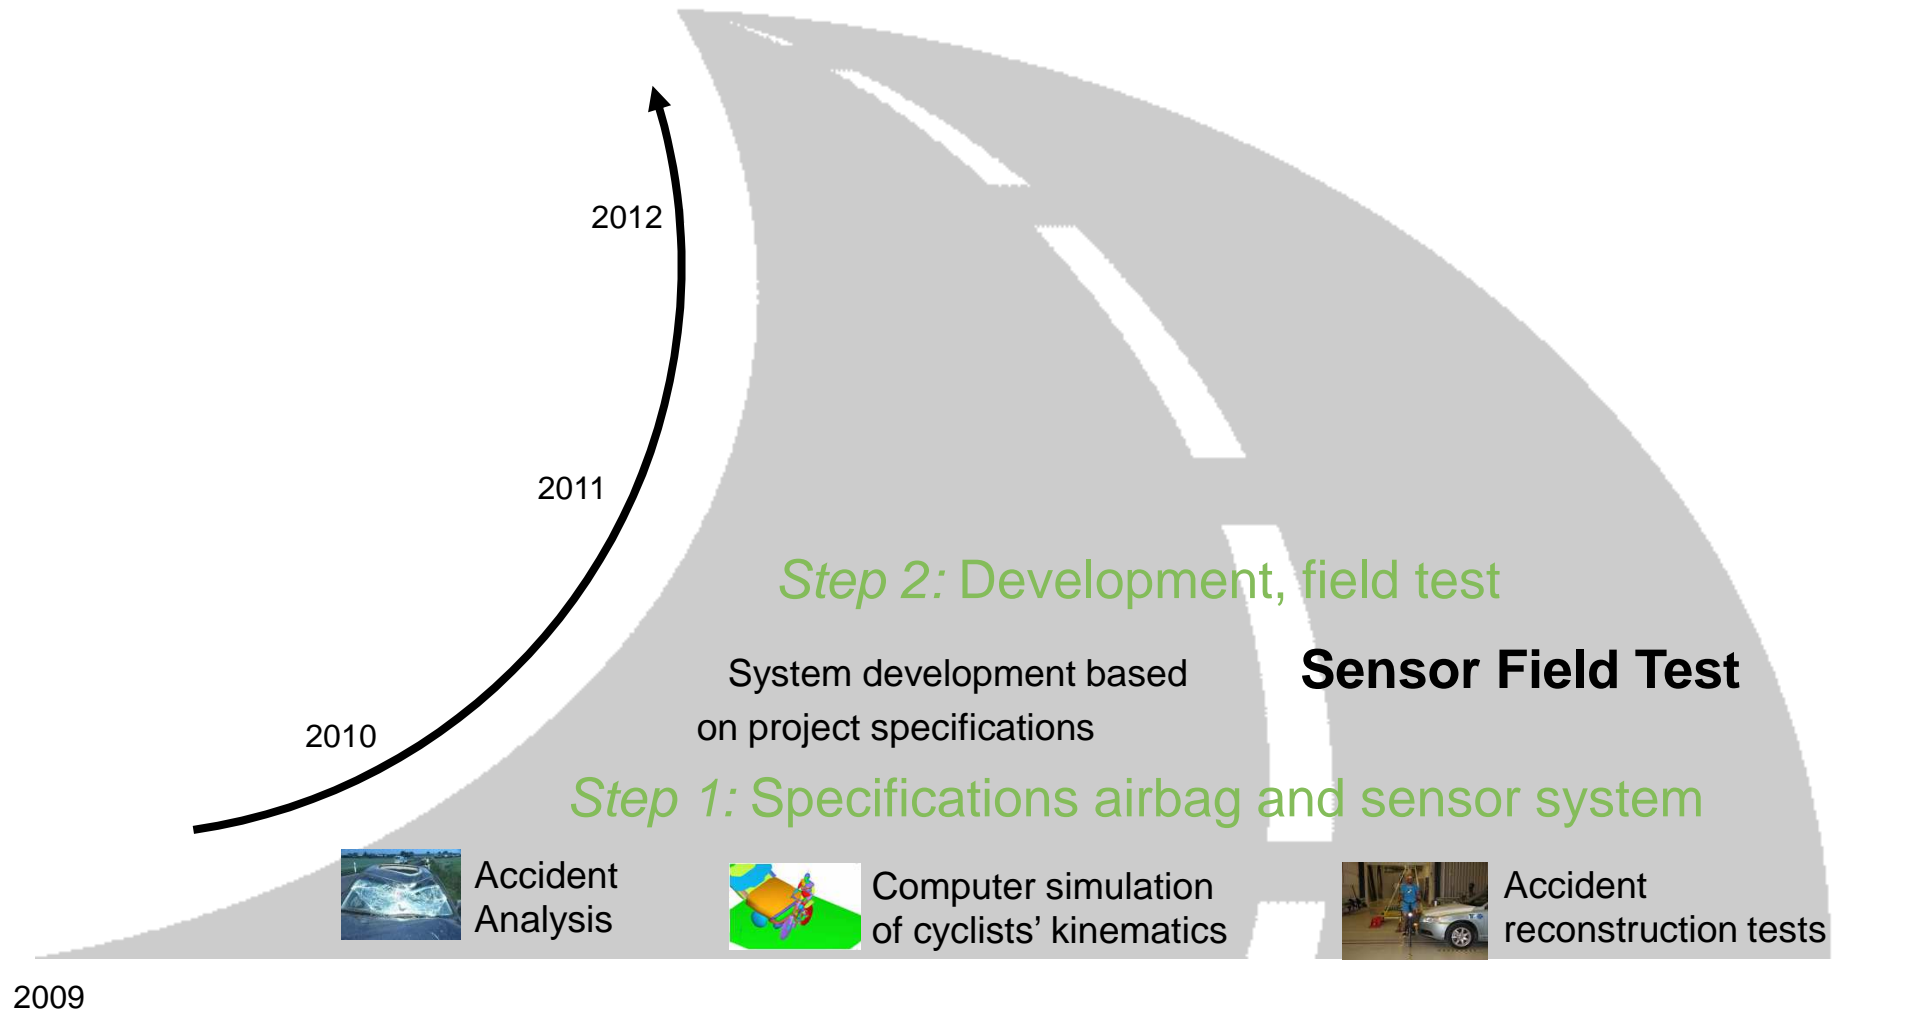 2012
2011
Step 2: Development, field test
System development based
on project specifications
Sensor Field Test
2010
Step 1: Specifications airbag and sensor system
Accident
Analysis
Computer simulation
of cyclists’ kinematics
Accident
reconstruction tests
2009